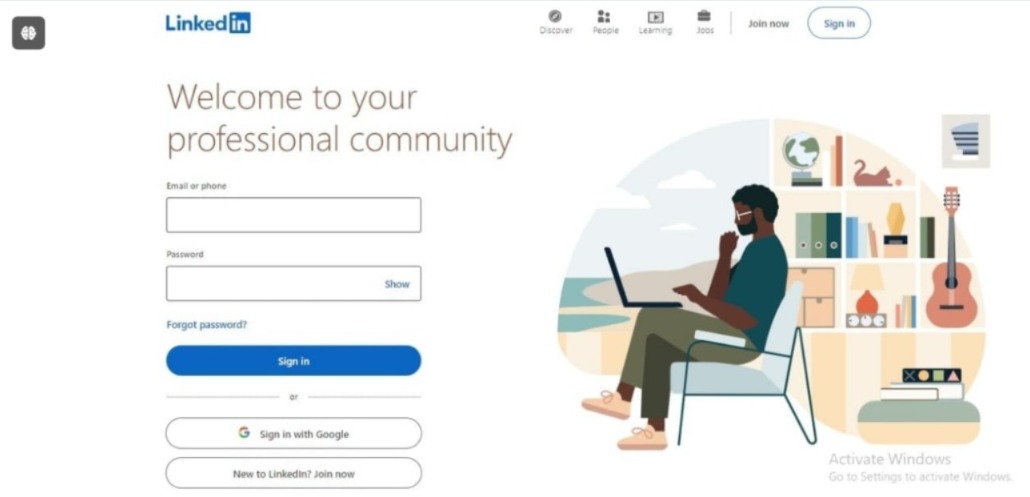 LinkedIn
Discover
People
Learning
Jobs
Join now
Sign in
Welcome to your
professional community
Email or phone
Password
Show
Forgot password?
Sign in
or
Sign in with Google
New to LinkedIn? Join now
Activate Windows
Go to Settings to activate Windows.